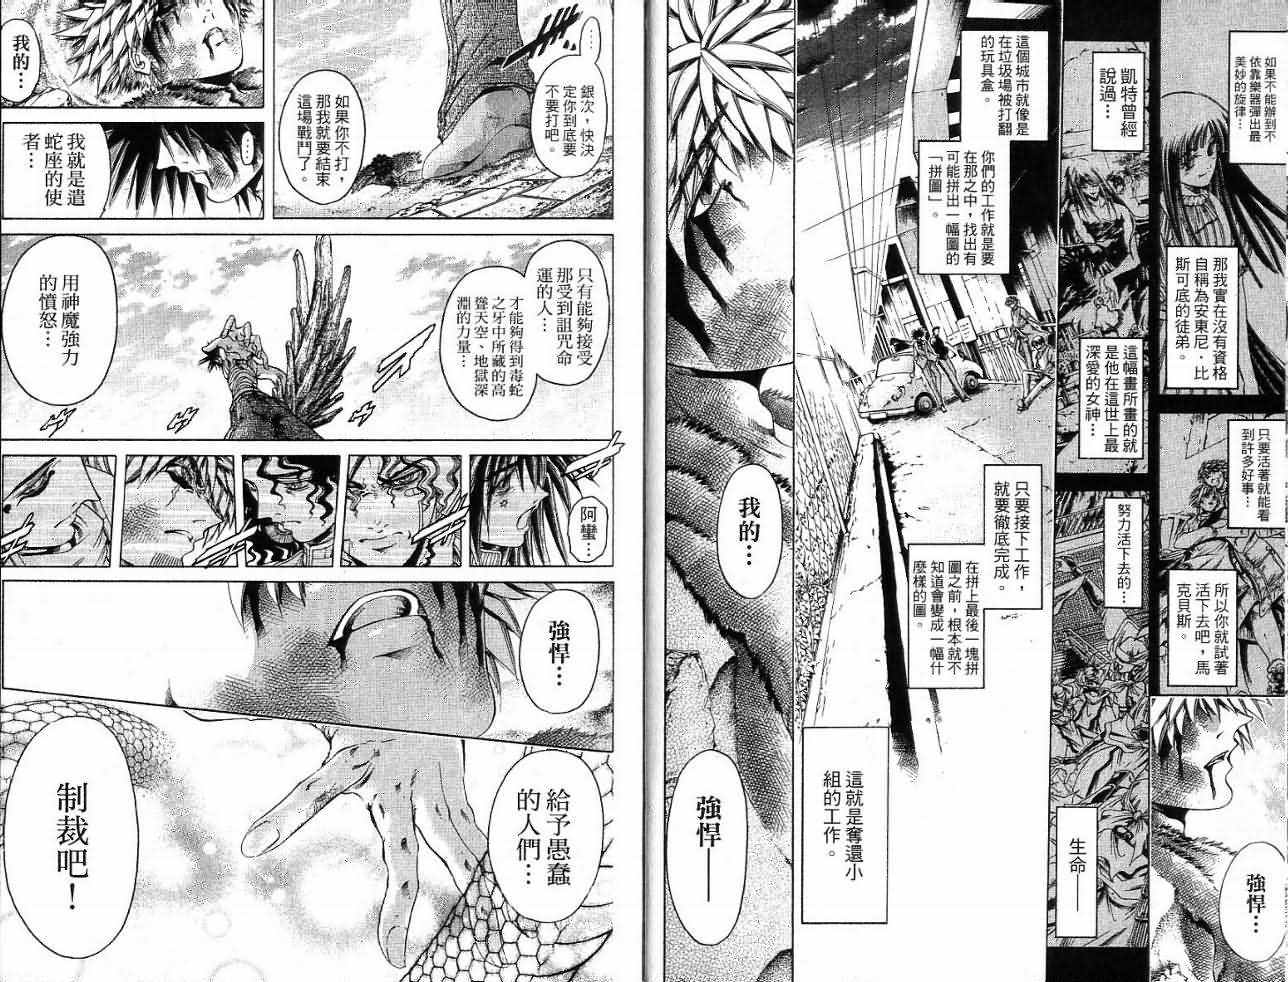 如果不能辦到不
依靠樂器彈出最
美妙的旋律…
那我實在沒有資格
自稱為安東尼・比
斯可底的徒弟。
只要活著就能看
到許多好事…
所以你就試著
活下去吧，馬
克貝斯。
強悍…
凱特曾經
說過…
這幅畫所畫的就
是他在這世上最
深愛的女神…
努力活下去的…
生命——
這個城市就像是
在垃圾場被打翻
的玩具盒。
你們的工作就是要
在那之中，找出有
可能拼出一幅圖的
「拼圖」。
只要接下工作，
就要徹底完成。
在拼上最後一塊拼
圖之前，根本就不
知道會變成一幅什
麼樣的圖。
這就是奪還小
組的工作。
我的…
強悍——
…
銀次，快決
定你到底要
不要打吧。
如果你不打，
那我就要結束
這場戰鬥了。
我的…
…
我就是遣
蛇座的使
者…
只有能夠接受
那受到詛咒命
運的人…
才能夠得到毒蛇
之牙中所藏的高
聳天空、地獄深
淵的力量…
用神魔強力
的憤怒…
阿蠻…
強悍…
給予愚蠢
的人們…
制裁吧！